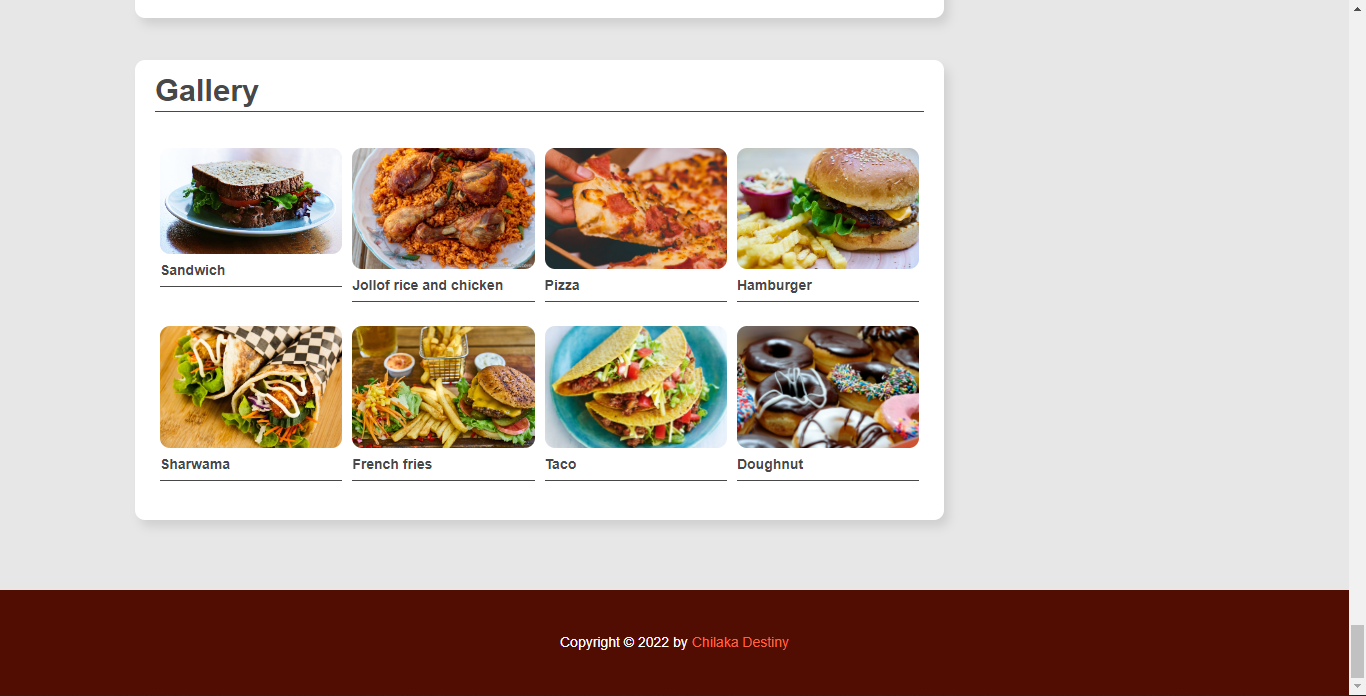 Gallery
Sandwich
Jollof rice and chicken
Pizza
Hamburger
Sharwama
French fries
Taco
Doughnut
Copyright © 2022 by Chilaka Destiny